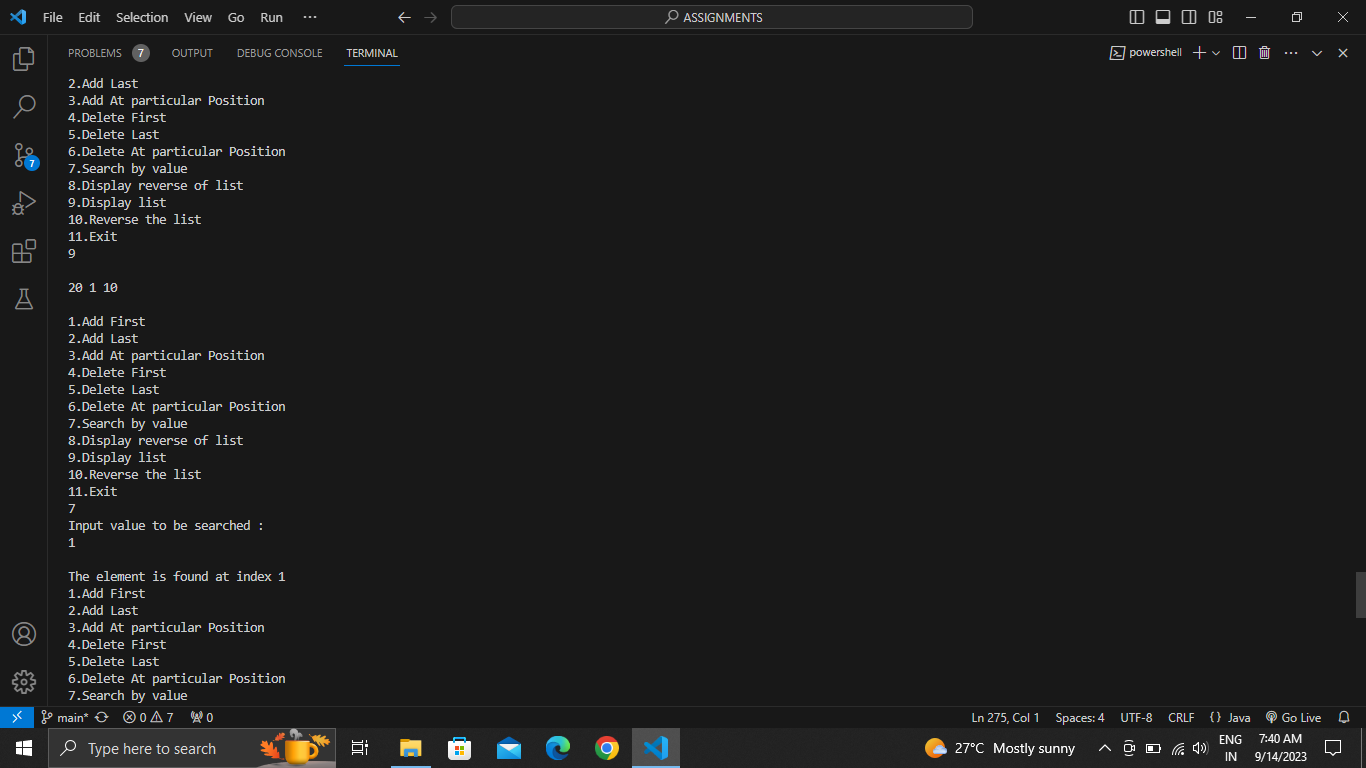 File Edit Selection View Go Run ··· ASSIGNMENTS
PROBLEMS 7 OUTPUT DEBUG CONSOLE TERMINAL powershell
2.Add Last
3.Add At particular Position
4.Delete First
5.Delete Last
6.Delete At particular Position
7.Search by value
8.Display reverse of list
9.Display list
10.Reverse the list
11.Exit
9
20 1 10
1.Add First
2.Add Last
3.Add At particular Position
4.Delete First
5.Delete Last
6.Delete At particular Position
7.Search by value
8.Display reverse of list
9.Display list
10.Reverse the list
11.Exit
7
Input value to be searched :
1
The element is found at index 1
1.Add First
2.Add Last
3.Add At particular Position
4.Delete First
5.Delete Last
6.Delete At particular Position
7.Search by value
7
main* 0 7 0 Ln 275, Col 1 Spaces: 4 UTF-8 CRLF {} Java Go Live
Type here to search 27°C Mostly sunny ENG IN 7:40 AM 9/14/2023